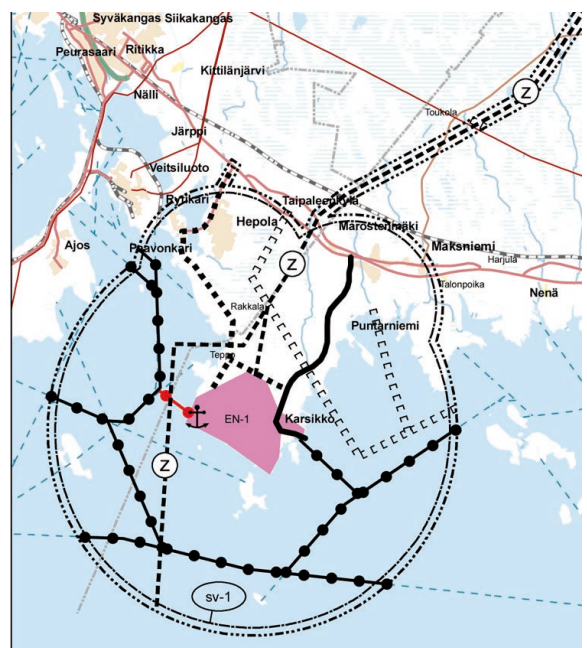 Syväkangas Siikakangas
Peurasaari Ritikka
Kittilänjärvi
Nälli
Z
Toukola
Järppi
Veitsiluoto
Rytikari
Taipaleenkylä
Hepola
Marostenmäki
Ajos
Paavonkari
Maksniemi
Harjula
Z
Talonpoika
Nenä
Rakkala
Puntarniemi
Teppo
EN-1
Karsikko
Z
sv-1